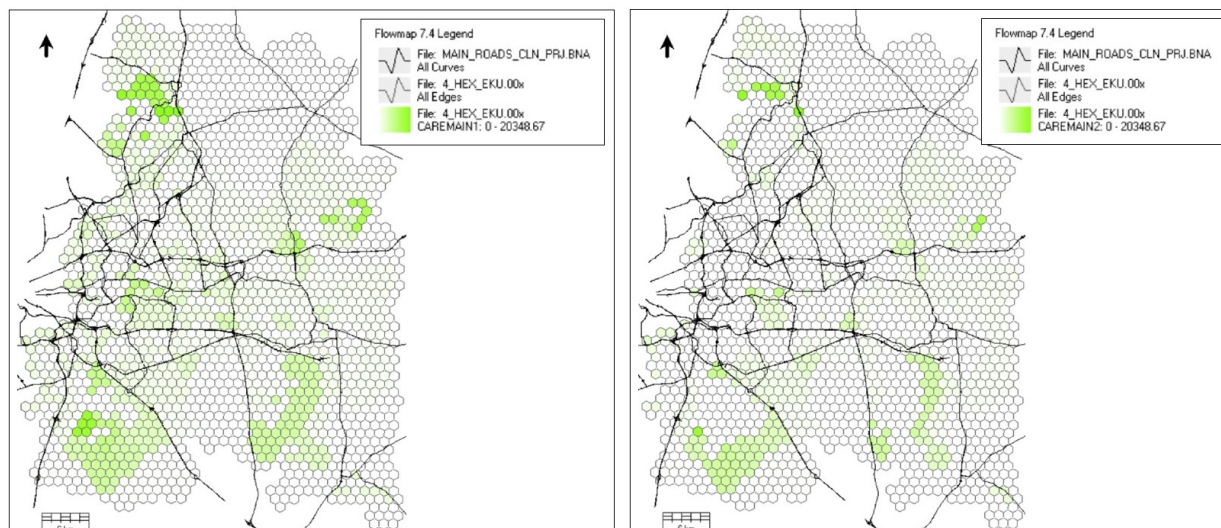 Flowmap 7.4 Legend
File: MAIN_ROADS_CLN_PRJ.BNA
All Curves
File: 4_HEX_EKU.00x
All Edges
File: 4_HEX_EKU.00x
CAREMAIN1: 0 - 20348.67
Flowmap 7.4 Legend
File: MAIN_ROADS_CLN_PRJ.BNA
All Curves
File: 4_HEX_EKU.00x
All Edges
File: 4_HEX_EKU.00x
CAREMAIN2: 0 - 20348.67